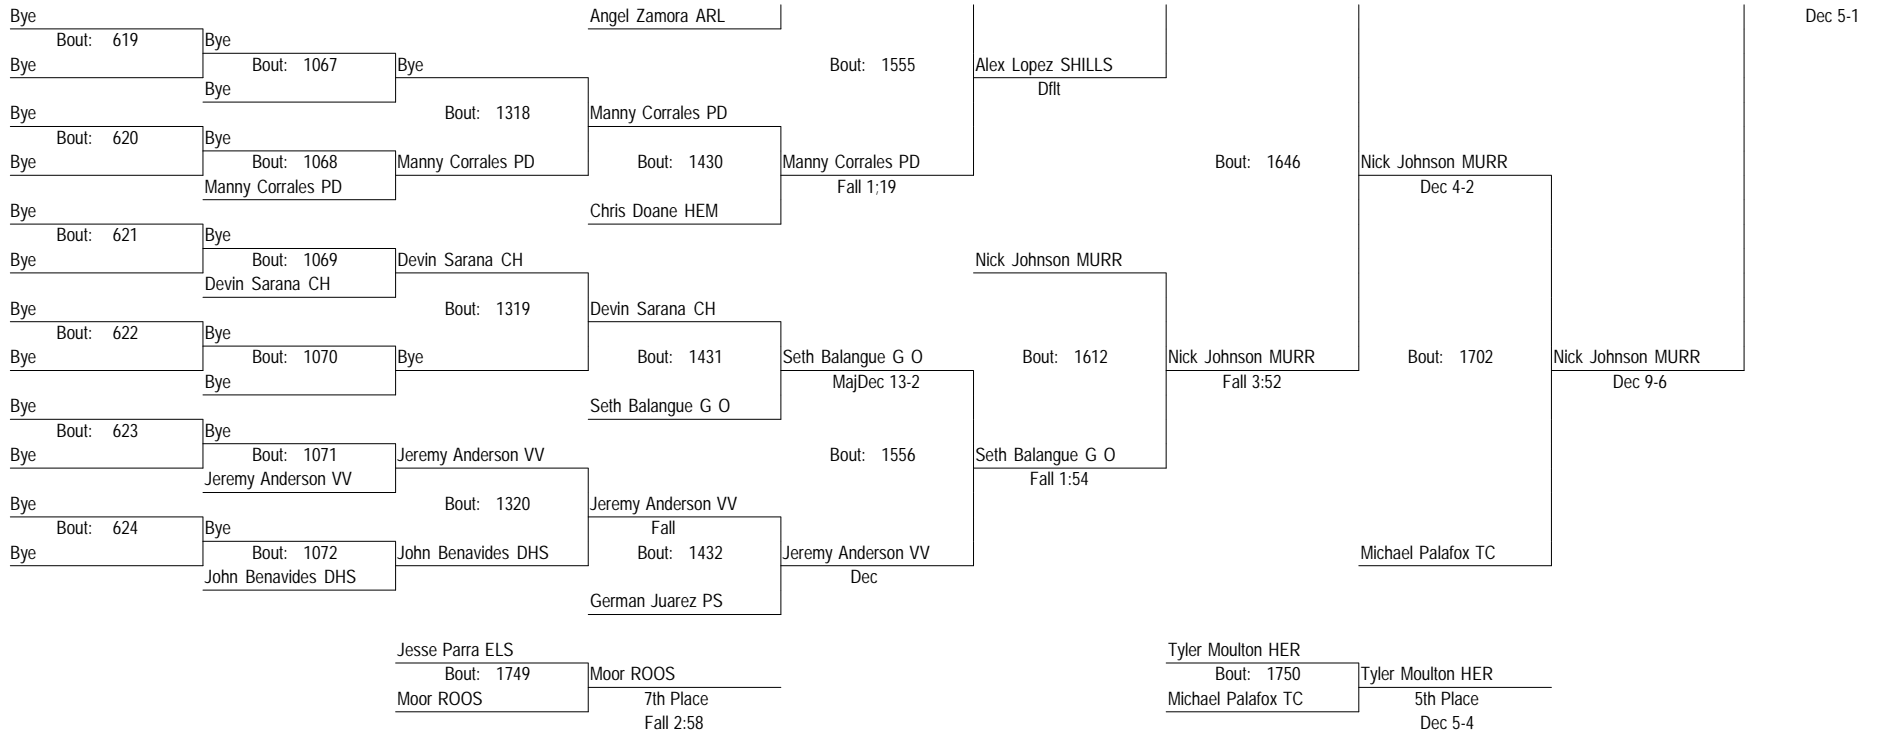 Bye Angel Zamora ARL Dec 5-1
Bout: 619 Bye
Bye Bout: 1067 Bye Bout: 1555 Alex Lopez SHILLS
Bye Dflt
Bye Bout: 1318 Manny Corrales PD
Bout: 620 Bye
Bye Bout: 1068 Manny Corrales PD Bout: 1430 Manny Corrales PD Bout: 1646 Nick Johnson MURR
Manny Corrales PD Fall 1;19 Dec 4-2
Bye Chris Doane HEM
Bout: 621 Bye
Bye Bout: 1069 Devin Sarana CH Nick Johnson MURR
Devin Sarana CH
Bye Bout: 1319 Devin Sarana CH
Bout: 622 Bye
Bye Bout: 1070 Bye Bout: 1431 Seth Balangue G O Bout: 1612 Nick Johnson MURR Bout: 1702 Nick Johnson MURR
Bye MajDec 13-2 Fall 3:52 Dec 9-6
Bye Seth Balangue G O
Bout: 623 Bye
Bye Bout: 1071 Jeremy Anderson VV Bout: 1556 Seth Balangue G O
Jeremy Anderson VV Fall 1:54
Bye Bout: 1320 Jeremy Anderson VV
Bout: 624 Bye Fall
Bye Bout: 1072 John Benavides DHS Bout: 1432 Jeremy Anderson VV Michael Palafox TC
John Benavides DHS Dec
German Juarez PS
Jesse Parra ELS Tyler Moulton HER
Bout: 1749 Moor ROOS Bout: 1750 Tyler Moulton HER
Moor ROOS 7th Place Michael Palafox TC 5th Place
Fall 2:58 Dec 5-4